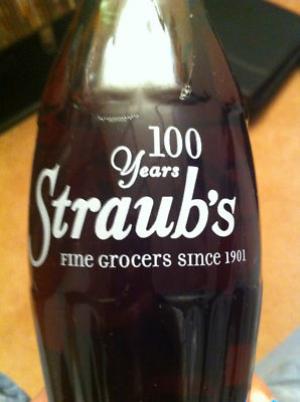 100
Years
Straub's
Fine Grocers Since 1901